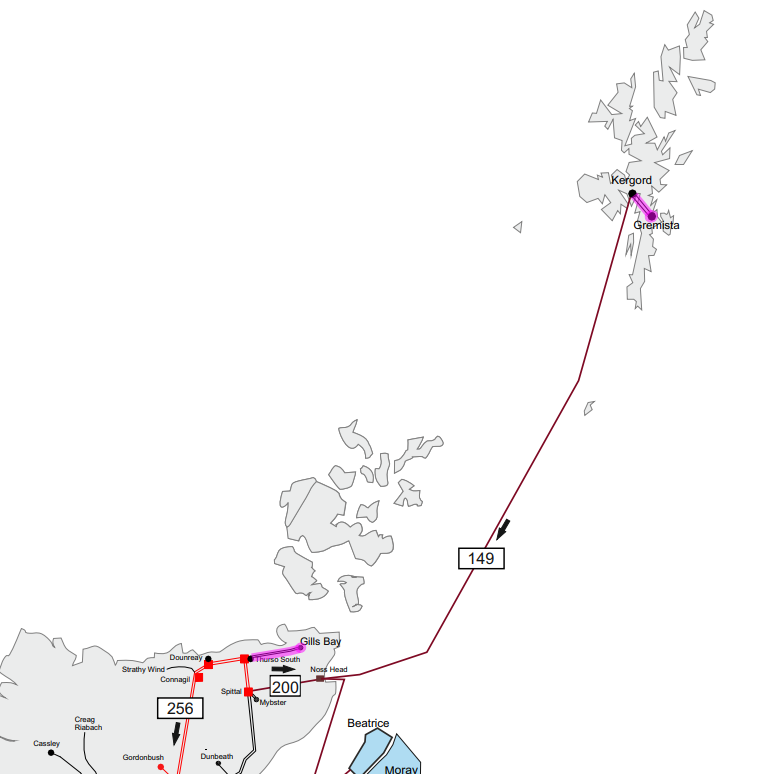 Kergord
Gremista
149
Gills Bay
Dounreay
Thurso South
Strathy Wind
Noss Head
Connagil
Spittal
200
Mybster
256
Creag
Riabach
Beatrice
Cassley
Dunbeath
Gordonbush
Moray